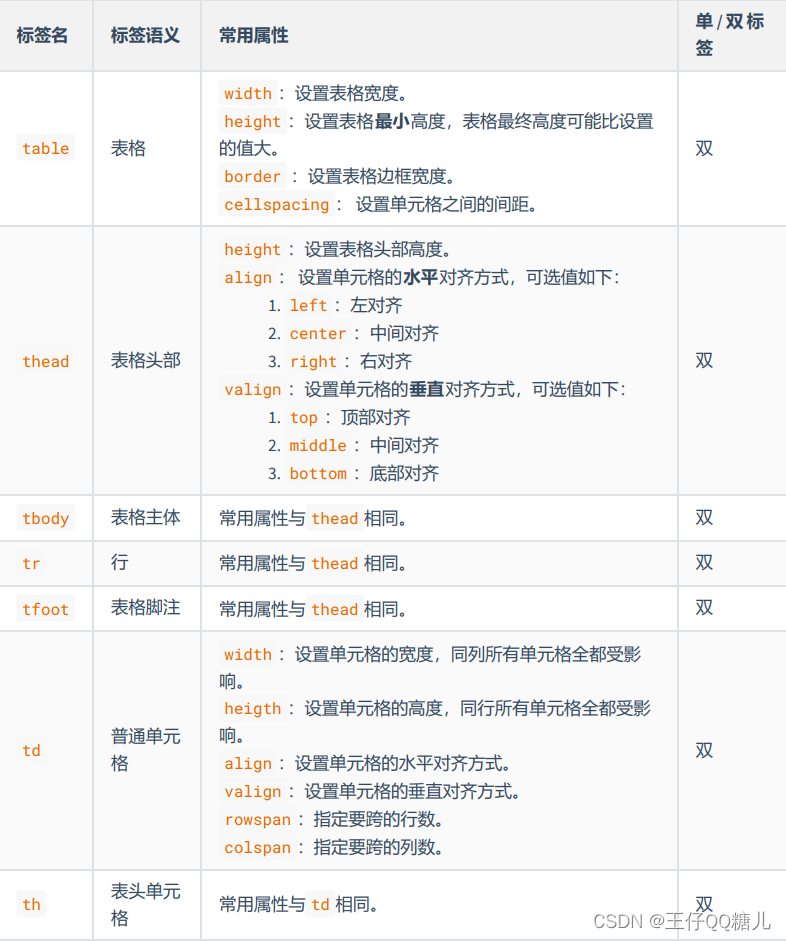 标签名 标签语义 常用属性 单/双标
签
table 表格
width ：设置表格宽度。
height ：设置表格最小高度，表格最终高度可能比设置
的值大。
border ：设置表格边框宽度。
cellspacing ： 设置单元格之间的间距。
双
thead 表格头部
height ：设置表格头部高度。
align ： 设置单元格的水平对齐方式，可选值如下：
1. left ：左对齐
2. center ：中间对齐
3. right ：右对齐
valign ：设置单元格的垂直对齐方式，可选值如下：
1. top ：顶部对齐
2. middle ：中间对齐
3. bottom ：底部对齐
双
tbody 表格主体 常用属性与 thead 相同。 双
tr 行 常用属性与 thead 相同。 双
tfoot 表格脚注 常用属性与 thead 相同。 双
td 普通单元
格
width ：设置单元格的宽度，同列所有单元格全都受影
响。
heigth ：设置单元格的高度，同行所有单元格全都受影
响。
align ：设置单元格的水平对齐方式。
valign ：设置单元格的垂直对齐方式。
rowspan ：指定要跨的行数。
colspan ：指定要跨的列数。
双
th 表头单元
格
常用属性与 td 相同。 双
CSDN @王仔QQ糖儿